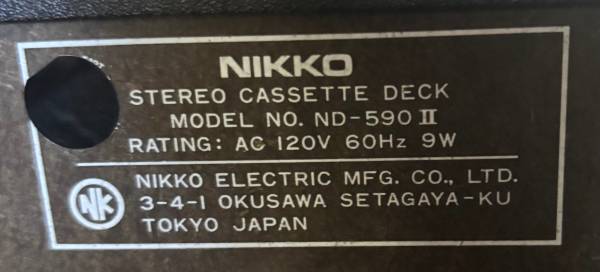 NIKKO
STEREO CASSETTE DECK
MODEL NO. ND-590 II
RATING: AC 120V 60Hz 9W
NK
NIKKO ELECTRIC MFG. CO., LTD.
3-4-1 OKUSAWA SETAGAYA-KU
TOKYO JAPAN